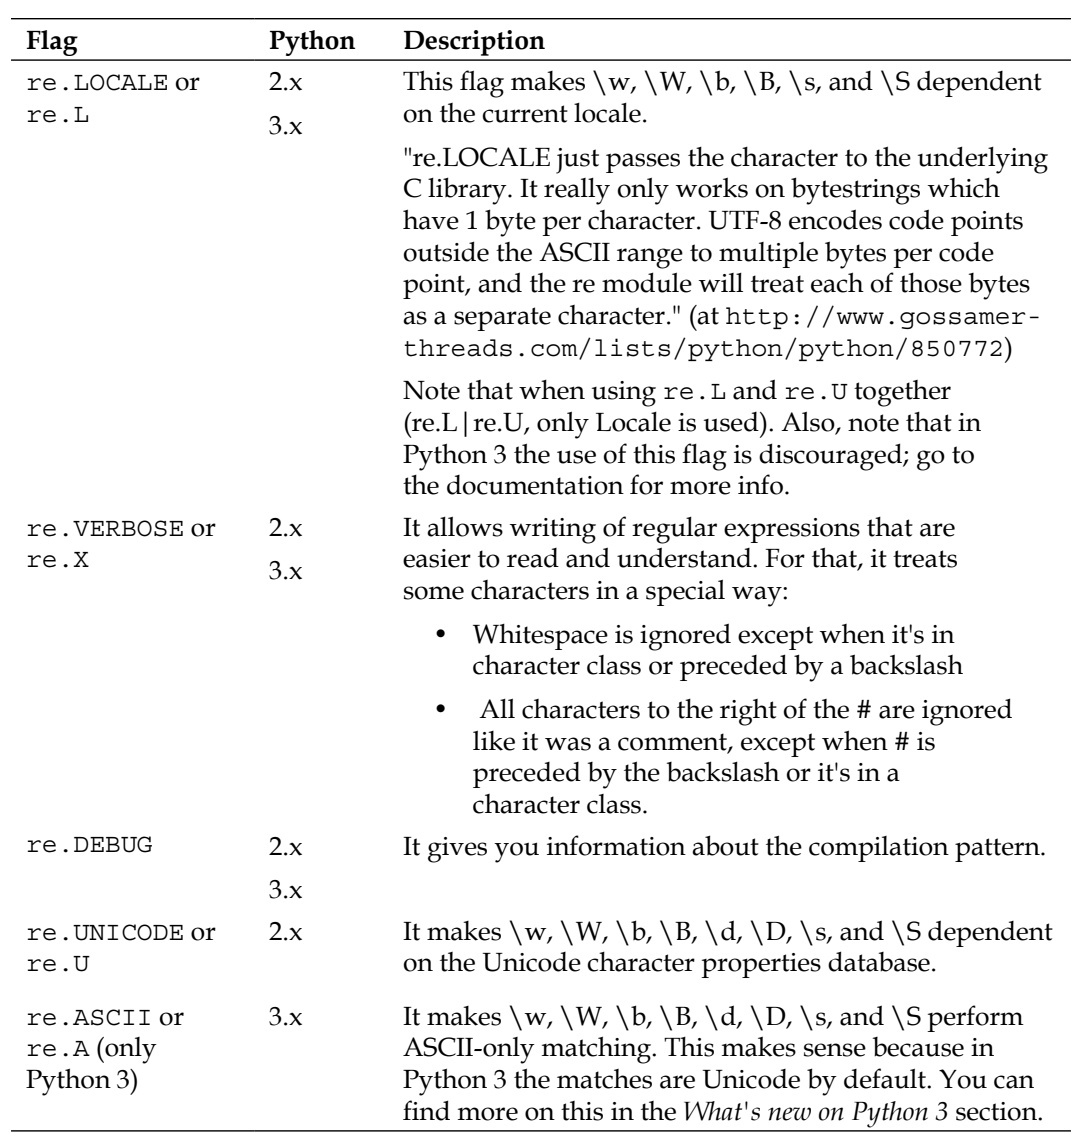 Flag Python Description
re.LOCALE or 2.x This flag makes \w, \W, \b, \B, \s, and \S dependent
re.L 3.x on the current locale.
"re.LOCALE just passes the character to the underlying
C library. It really only works on bytestrings which
have 1 byte per character. UTF-8 encodes code points
outside the ASCII range to multiple bytes per code
point, and the re module will treat each of those bytes
as a separate character." (at http://www.gossamer-
threads.com/lists/python/python/850772)
Note that when using re.L and re.U together
(re.L|re.U, only Locale is used). Also, note that in
Python 3 the use of this flag is discouraged; go to
the documentation for more info.
re.VERBOSE or 2.x It allows writing of regular expressions that are
re.X 3.x easier to read and understand. For that, it treats
some characters in a special way:
• Whitespace is ignored except when it's in
character class or preceded by a backslash
• All characters to the right of the # are ignored
like it was a comment, except when # is
preceded by the backslash or it's in a
character class.
re.DEBUG 2.x It gives you information about the compilation pattern.
3.x
re.UNICODE or 2.x It makes \w, \W, \b, \B, \d, \D, \s, and \S dependent
re.U on the Unicode character properties database.
re.ASCII or 3.x It makes \w, \W, \b, \B, \d, \D, \s, and \S perform
re.A (only ASCII-only matching. This makes sense because in
Python 3) Python 3 the matches are Unicode by default. You can
find more on this in the What's new on Python 3 section.